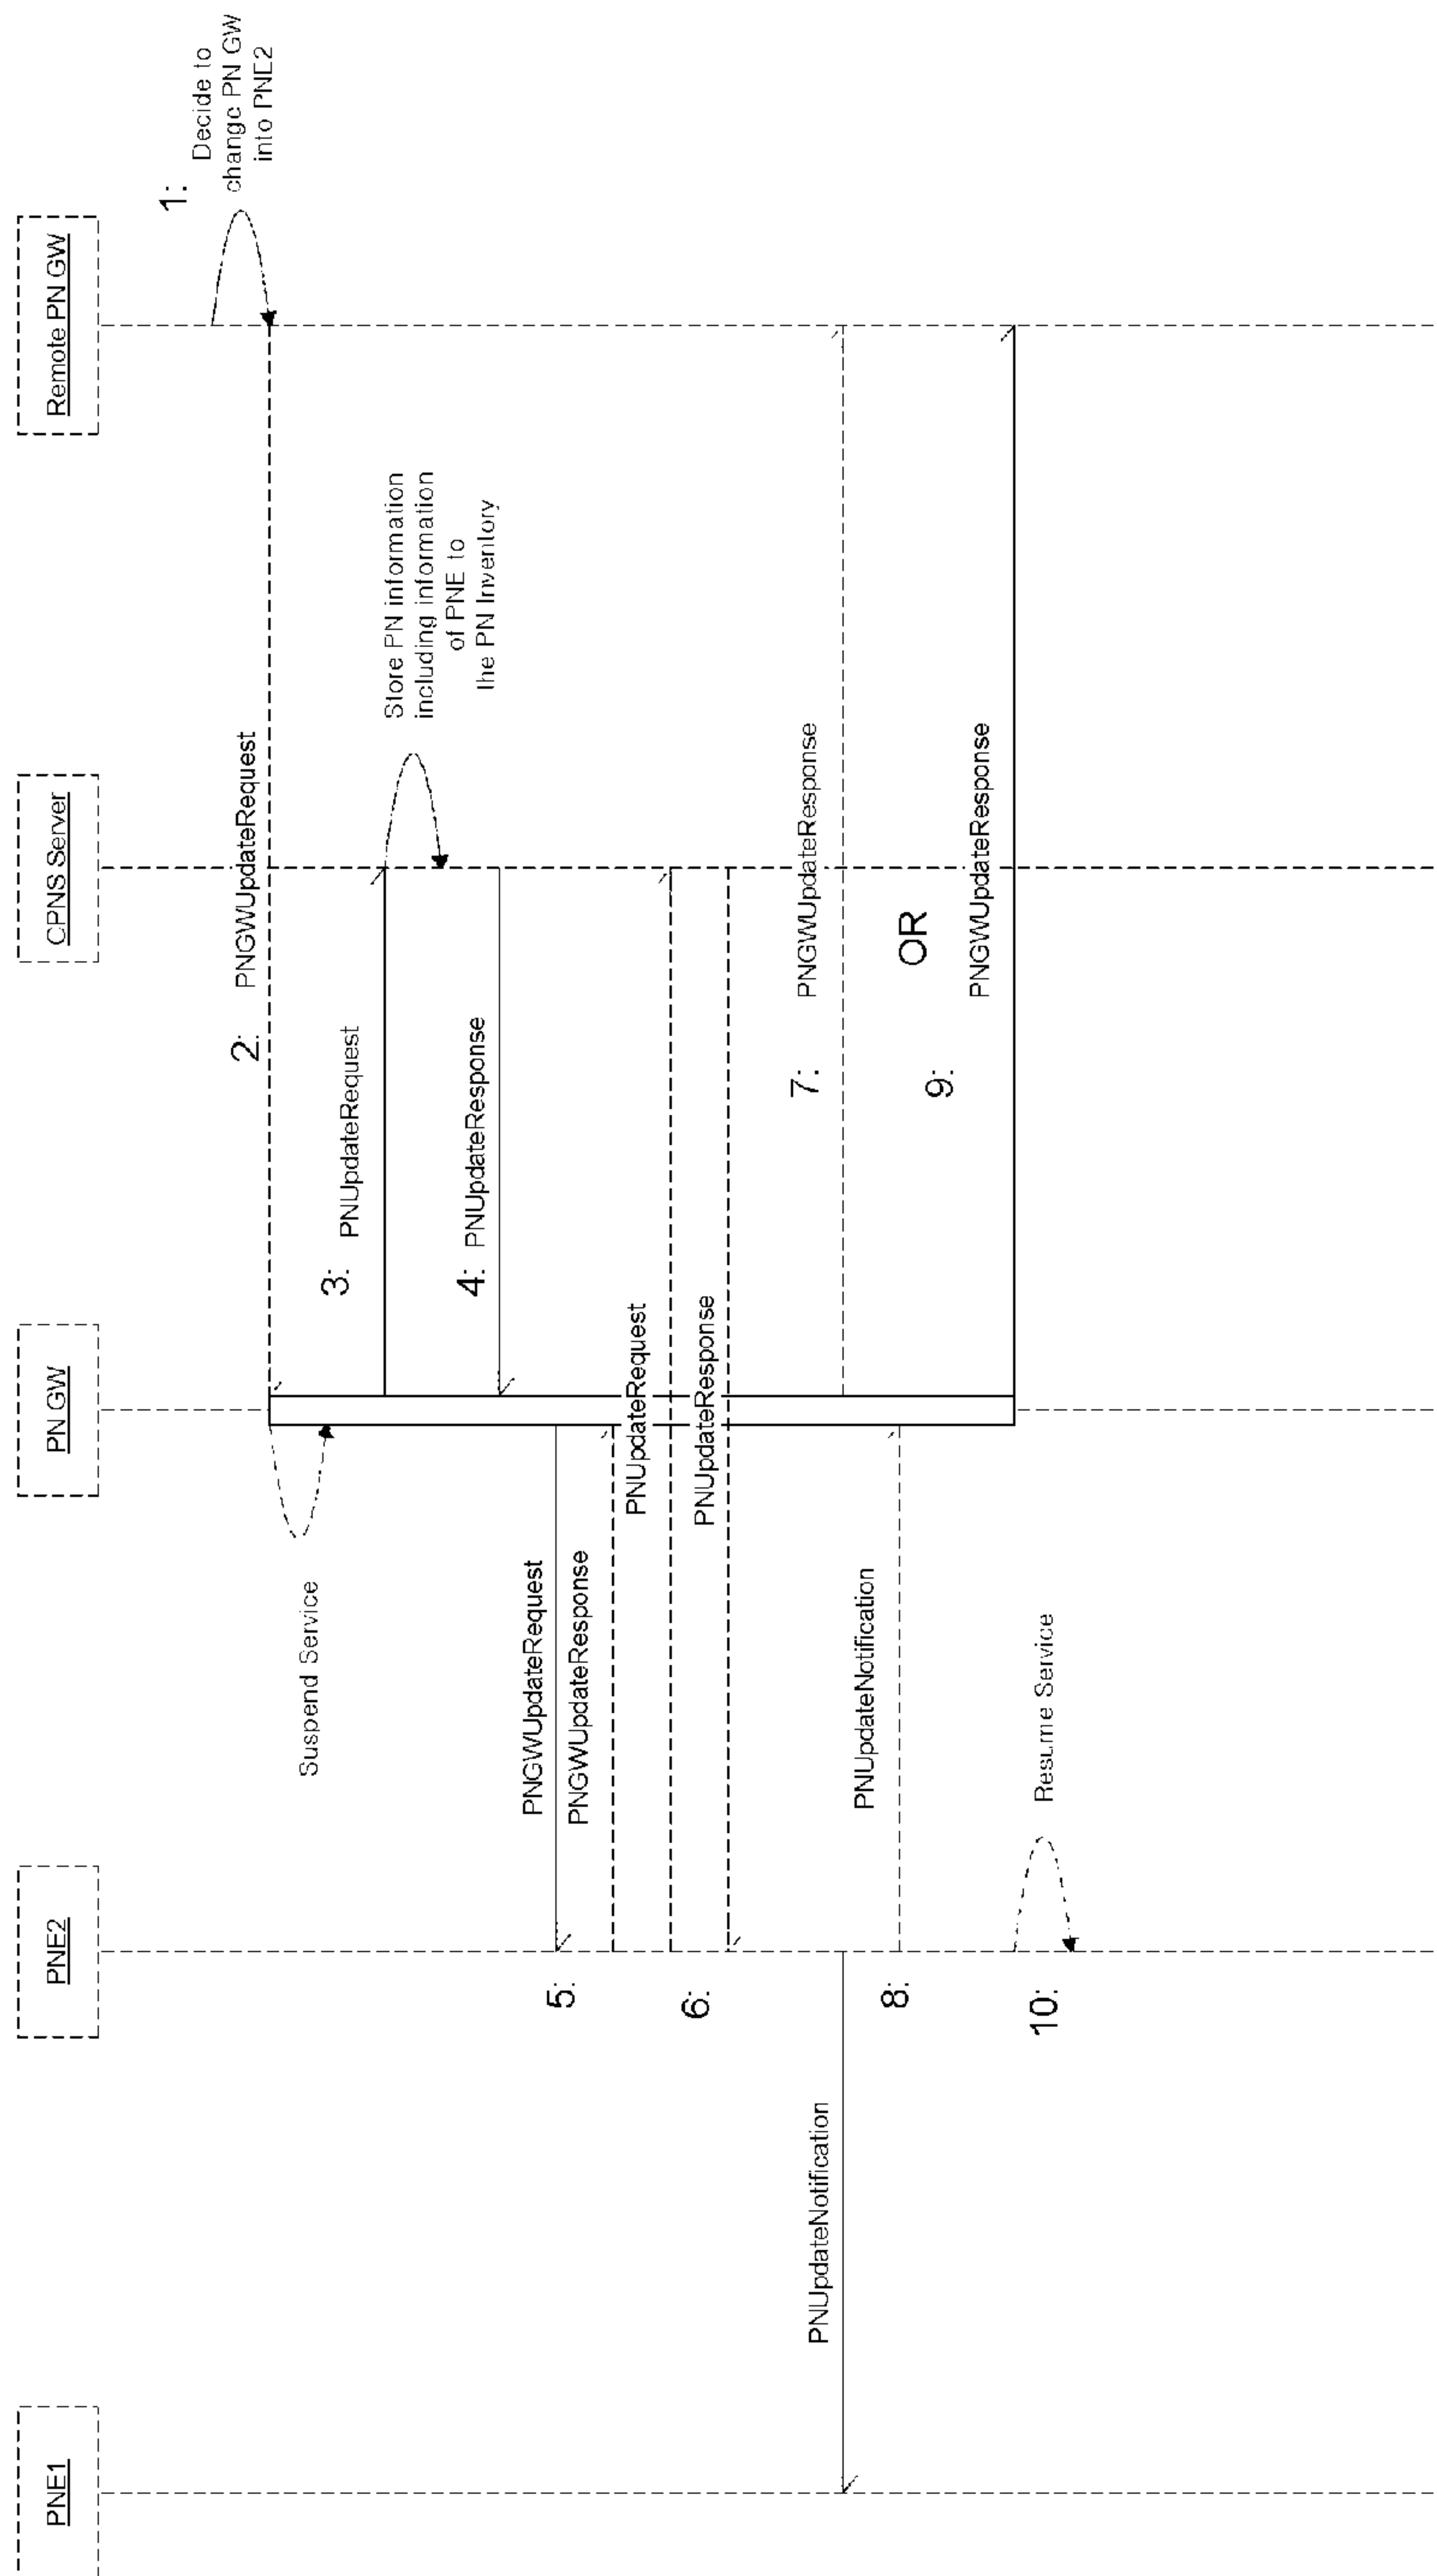 PNE1
PNE2
PN GW
CPNS Server
Remote PN GW
1:
Decide to
change PN GW
into PNE2
2:
PNGWUpdateRequest
Suspend Service
3:
PNUpdateRequest
Store PN information
including information
of PNE to
the PN Inventory
4:
PNUpdateResponse
5:
PNGWUpdateRequest
PNGWUpdateResponse
PNUpdateRequest
6:
PNUpdateResponse
7:
PNGWUpdateResponse
PNUpdateNotification
8:
PNUpdateNotification
OR
9:
PNGWUpdateResponse
10:
Resume Service